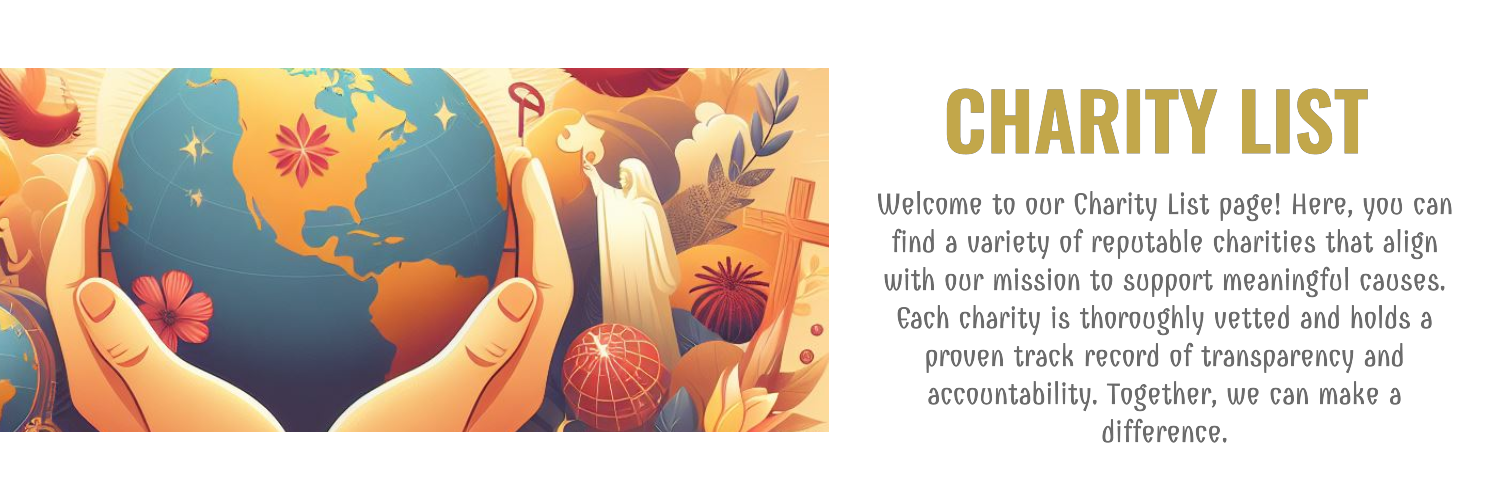 CHARITY LIST
Welcome to our Charity List page! Here, you can
find a variety of reputable charities that align
with our mission to support meaningful causes.
Each charity is thoroughly vetted and holds a
proven track record of transparency and
accountability. Together, we can make a
difference.